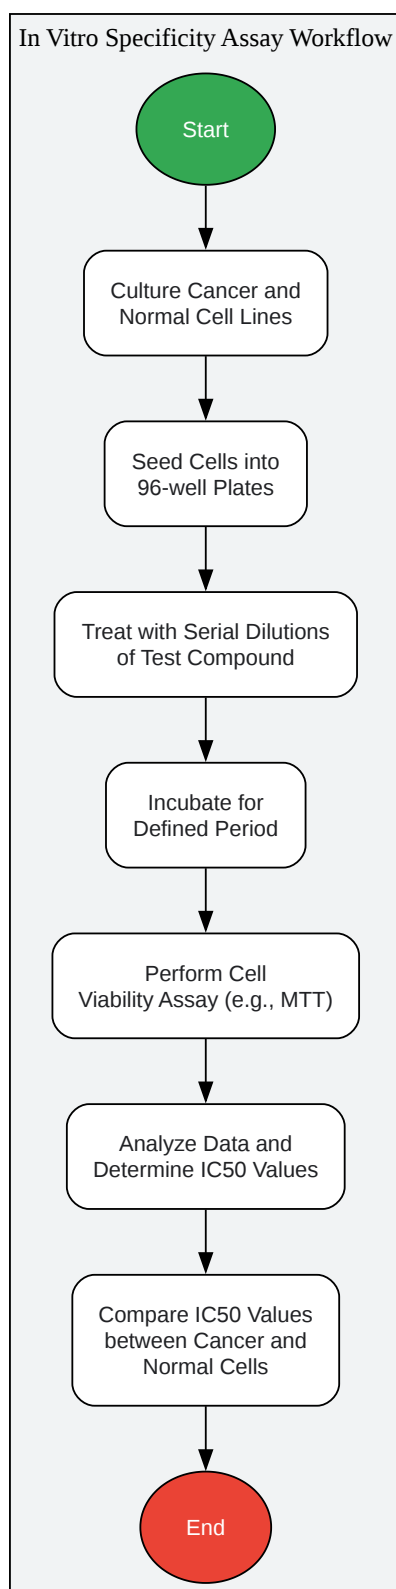 In Vitro Specificity Assay Workflow
Start
Culture Cancer and
Normal Cell Lines
Seed Cells into
96-well Plates
Treat with Serial Dilutions
of Test Compound
Incubate for
Defined Period
Perform Cell
Viability Assay (e.g., MTT)
Analyze Data and
Determine IC50 Values
Compare IC50 Values
between Cancer and
Normal Cells
End